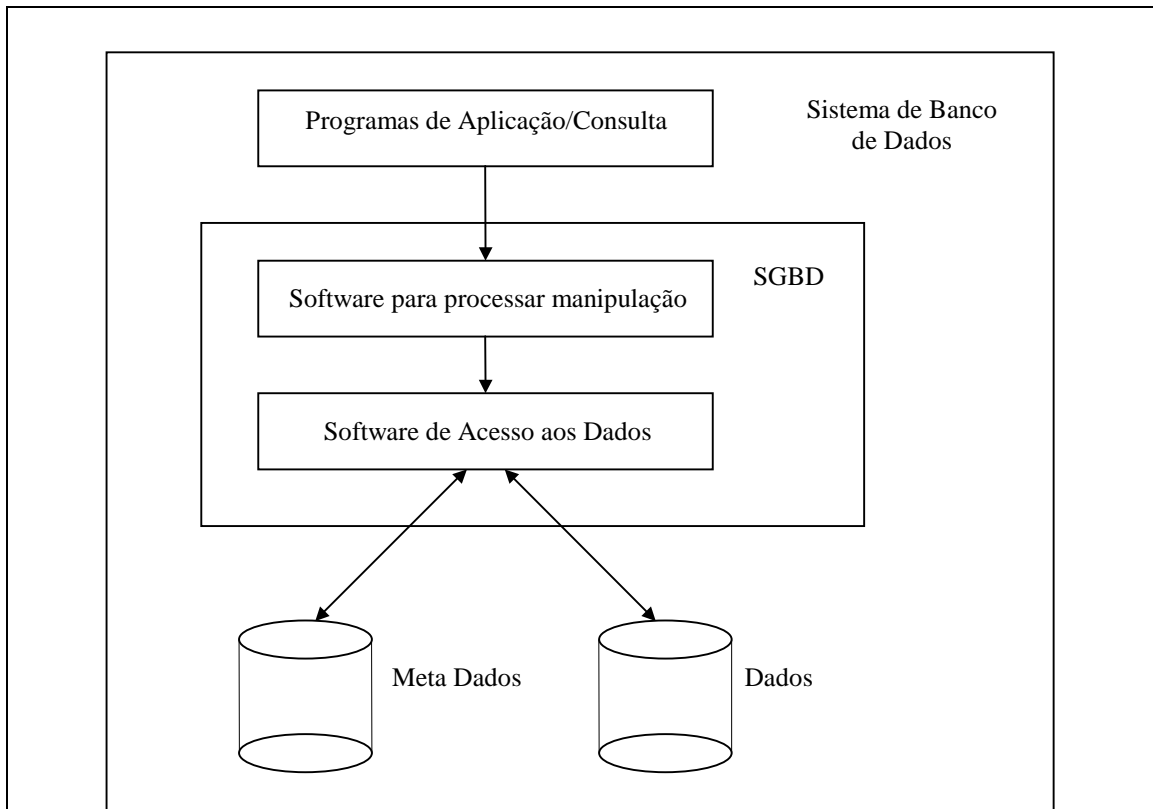 Programas de Aplicação/Consulta
Sistema de Banco
de Dados
SGBD
Software para processar manipulação
Software de Acesso aos Dados
Meta Dados
Dados